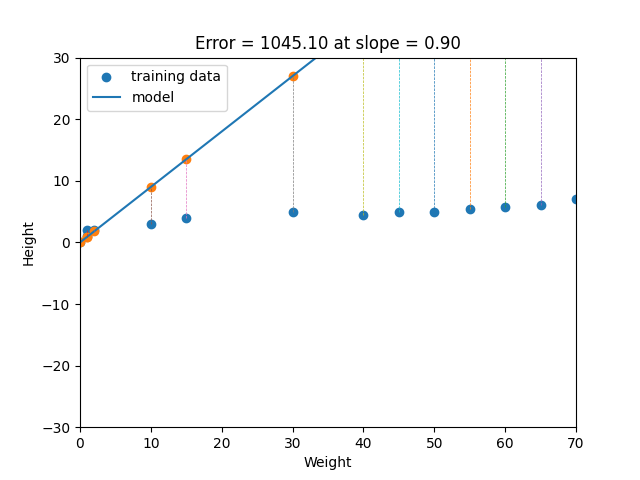 Error = 1045.10 at slope = 0.90
training data
model
30
20
10
0
−10
−20
−30
Height
0 10 20 30 40 50 60 70
Weight